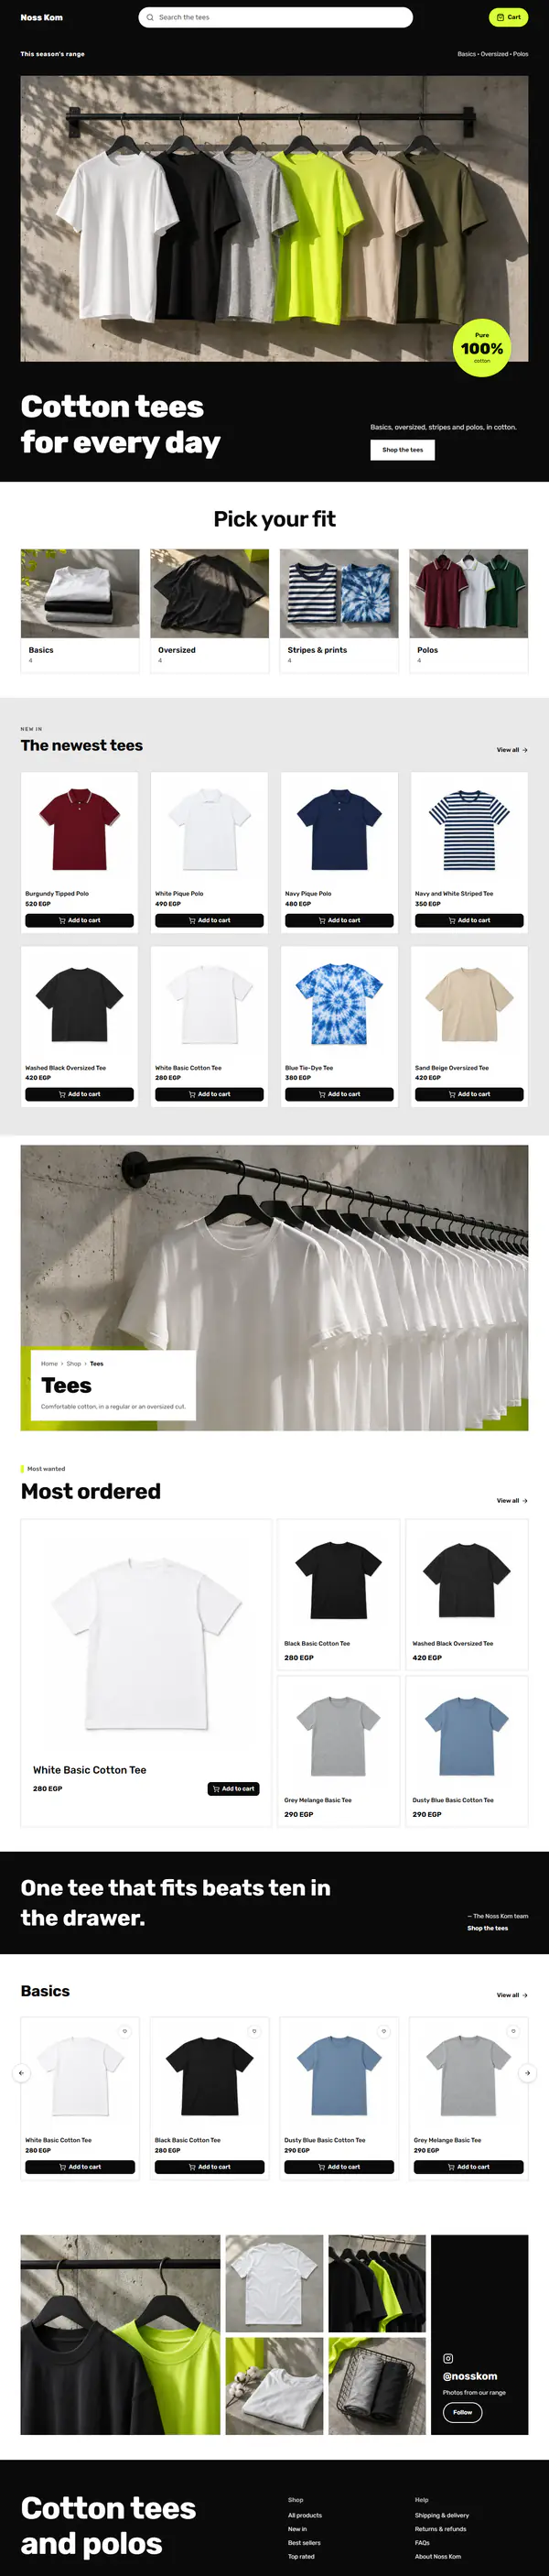 Noss Kom
Search the tees
Cart
This season's range
Basics • Oversized • Polos
Pure
100%
cotton
Cotton tees
for every day
Basics, oversized, stripes and polos, in cotton.
Shop the tees
Pick your fit
Basics
4
Oversized
4
Stripes & prints
4
Polos
4
NEW IN
The newest tees
View all →
Burgundy Tipped Polo
520 EGP
Add to cart
White Pique Polo
490 EGP
Add to cart
Navy Pique Polo
480 EGP
Add to cart
Navy and White Striped Tee
350 EGP
Add to cart
Washed Black Oversized Tee
420 EGP
Add to cart
White Basic Cotton Tee
280 EGP
Add to cart
Blue Tie-Dye Tee
380 EGP
Add to cart
Sand Beige Oversized Tee
420 EGP
Add to cart
Home › Shop › Tees
Tees
Comfortable cotton, in a regular or an oversized cut.
Most wanted
Most ordered
View all →
White Basic Cotton Tee
280 EGP
Add to cart
Black Basic Cotton Tee
280 EGP
Washed Black Oversized Tee
420 EGP
Grey Melange Basic Tee
290 EGP
Dusty Blue Basic Cotton Tee
290 EGP
One tee that fits beats ten in
the drawer.
— The Noss Kom team
Shop the tees
Basics
View all →
White Basic Cotton Tee
280 EGP
Add to cart
Black Basic Cotton Tee
280 EGP
Add to cart
Dusty Blue Basic Cotton Tee
290 EGP
Add to cart
Grey Melange Basic Tee
290 EGP
Add to cart
@nosskom
Photos from our range
Follow
Cotton tees
and polos
Shop
All products
New in
Best sellers
Top rated
Help
Shipping & delivery
Returns & refunds
FAQs
About Noss Kom